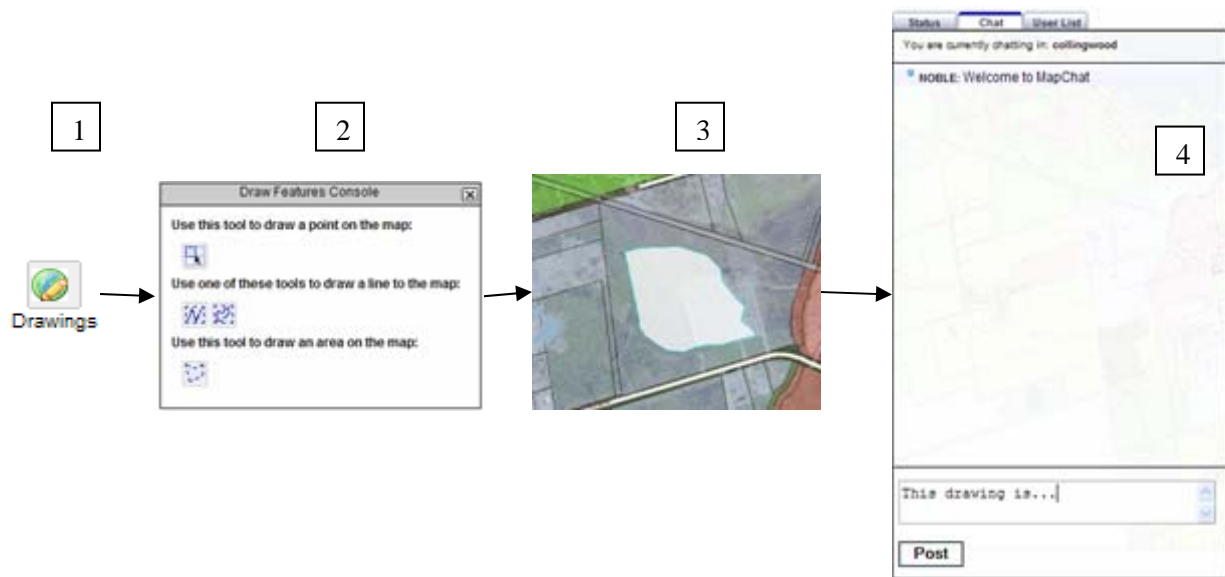 Status Chat User List
You are currently chatting in: collingwood
NOBLE: Welcome to MapChat
1
2
3
4
Draw Features Console
Use this tool to draw a point on the map:
Use one of these tools to draw a line to the map:
Use this tool to draw an area on the map:
Drawings
This drawing is...
Post